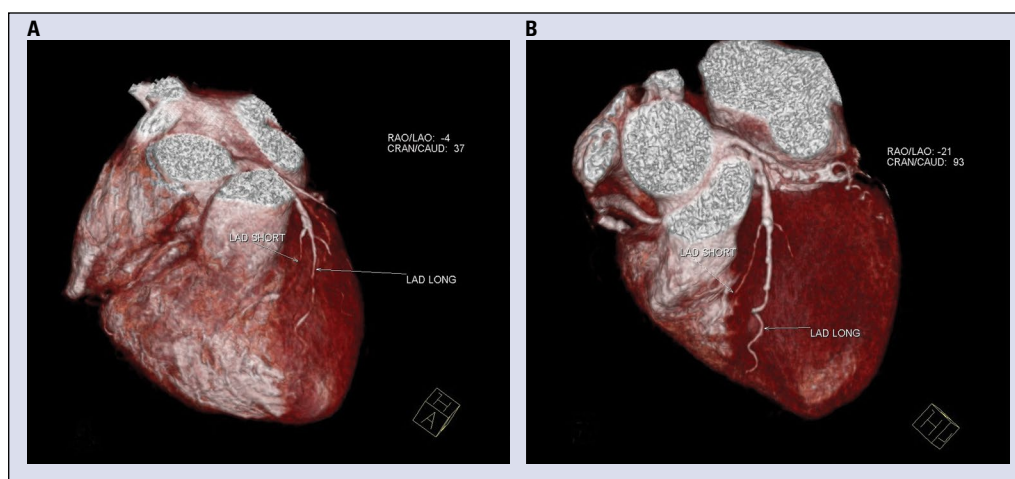 A
RAO/LAO: -4
CRAN/CAUD: 37
LAD SHORT
LAD LONG
H
A
B
RAO/LAO: -21
CRAN/CAUD: 93
LAD SHORT
LAD LONG
H